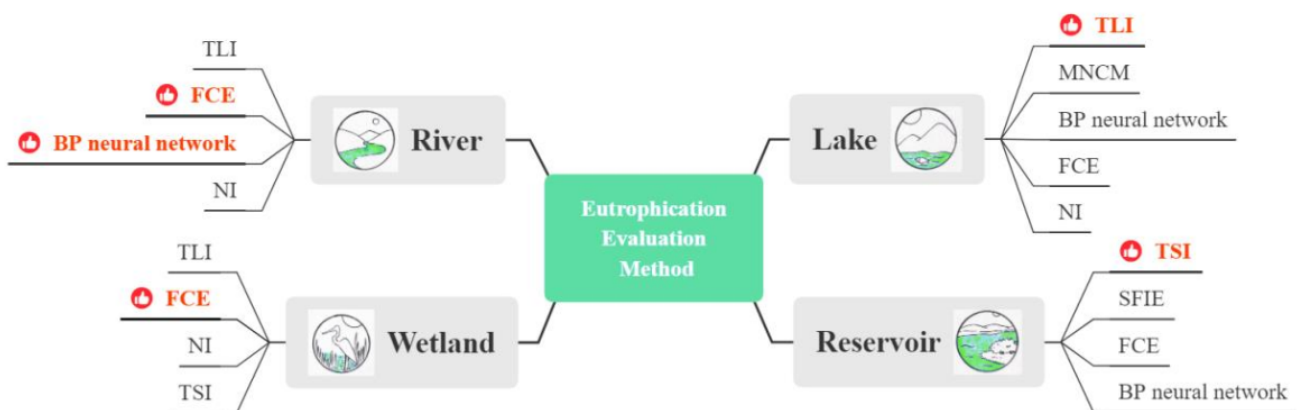 TLI
FCE
BP neural network
NI
River
TLI
FCE
NI
TSI
Wetland
Eutrophication
Evaluation
Method
Lake
TLI
MNCM
BP neural network
FCE
NI
Reservoir
TSI
SFIE
FCE
BP neural network